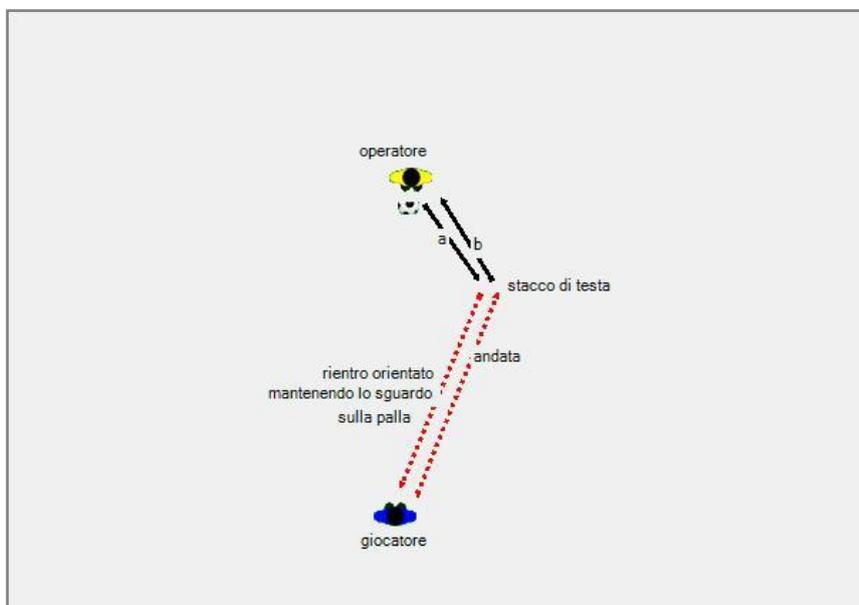 operatore
a
b
stacco di testa
andata
rientro orientato
mantenendo lo sguardo
sulla palla
giocatore